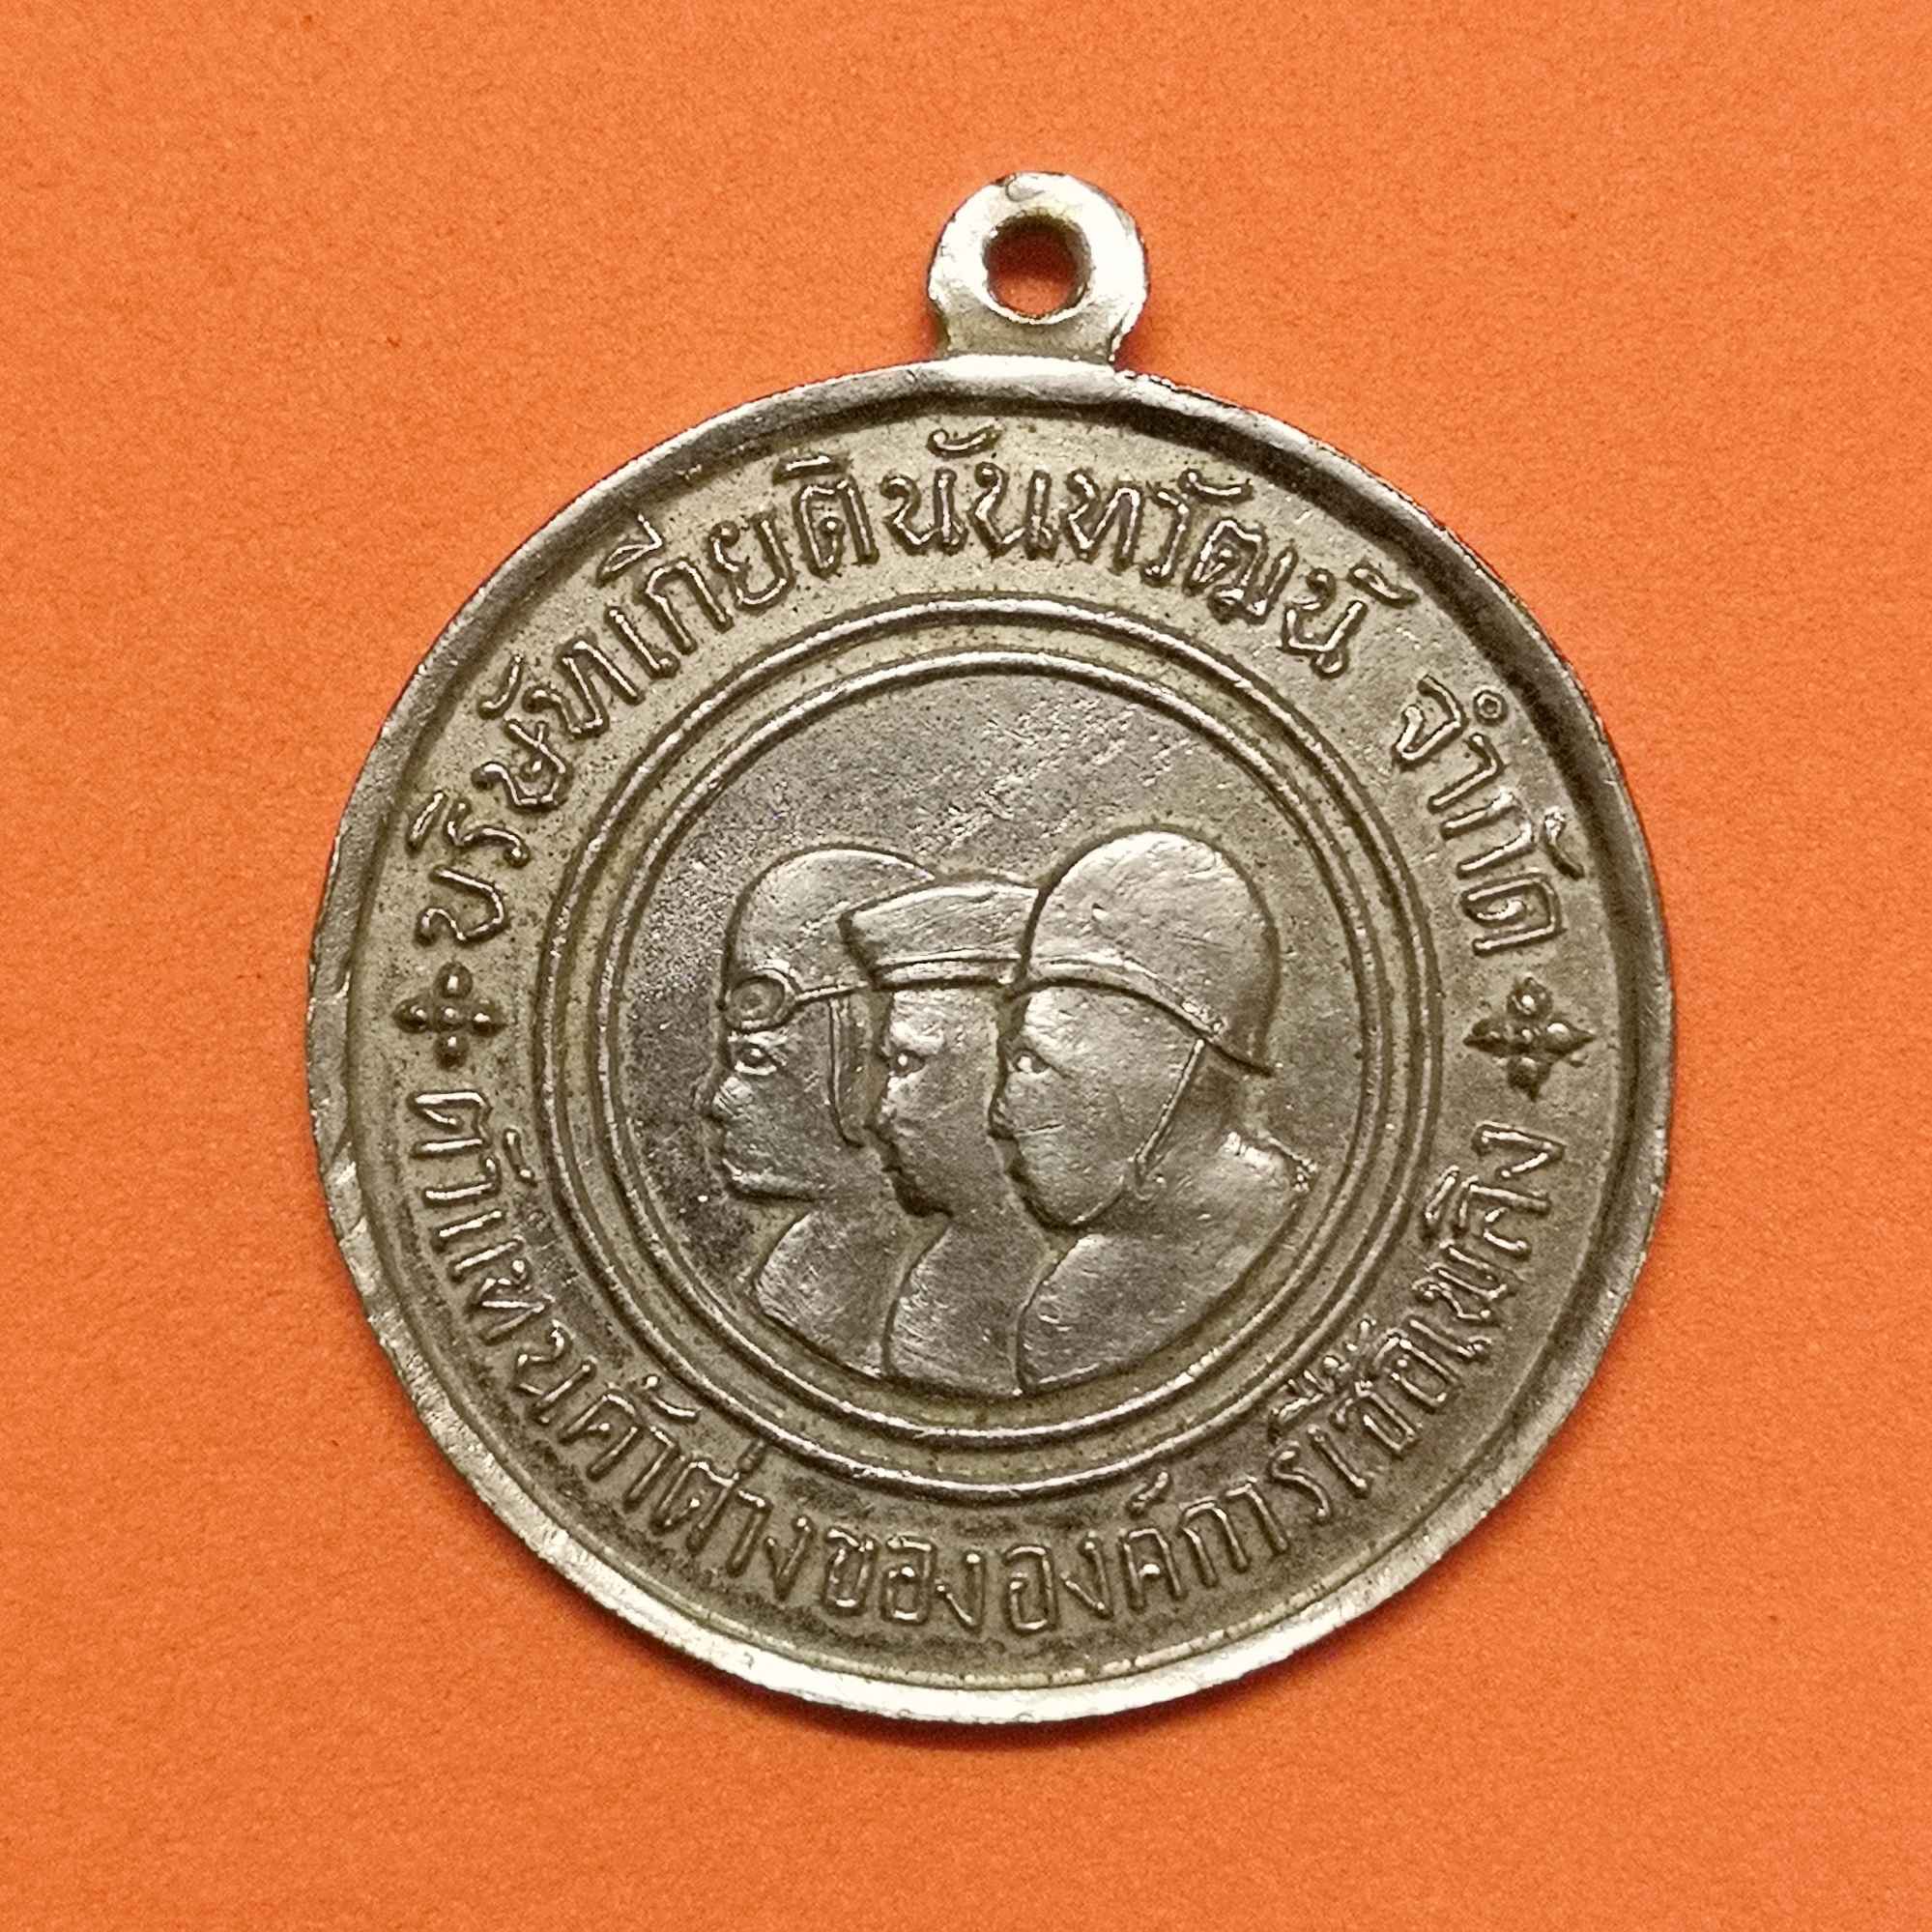 บริษัทเกียตินันทวัฒน์ จำกัด
ตัวแทนค้าต่างขององค์การเชื้อเพลิง